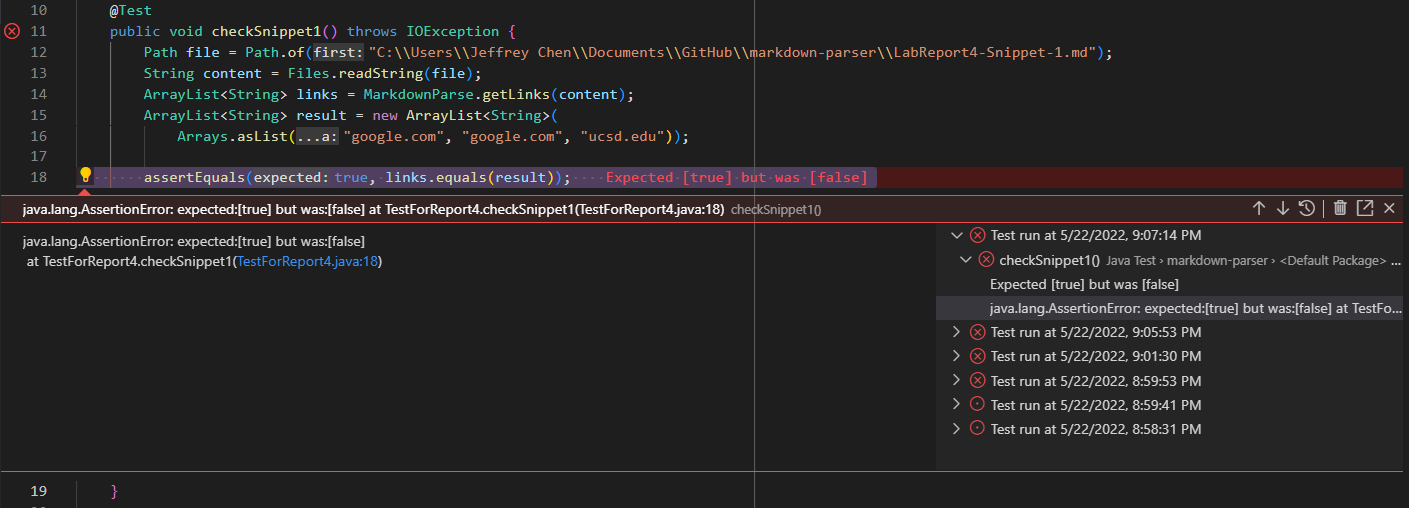 10 @Test
11 public void checkSnippet1() throws IOException {
12 Path file = Path.of(first: "C:\\Users\\Jeffrey Chen\\Documents\\GitHub\\markdown-parser\\LabReport4-Snippet-1.md");
13 String content = Files.readString(file);
14 ArrayList<String> links = MarkdownParse.getLinks(content);
15 ArrayList<String> result = new ArrayList<String>(
16 Arrays.asList(...a: "google.com", "google.com", "ucsd.edu"));
17
18 assertEquals(expected: true, links.equals(result)); Expected [true] but was [false]
java.lang.AssertionError: expected:[true] but was:[false] at TestForReport4.checkSnippet1(TestForReport4.java:18) checkSnippet1()
java.lang.AssertionError: expected:[true] but was:[false]
at TestForReport4.checkSnippet1(TestForReport4.java:18)
Test run at 5/22/2022, 9:07:14 PM
checkSnippet1() Java Test › markdown-parser › <Default Package> ...
Expected [true] but was [false]
java.lang.AssertionError: expected:[true] but was:[false] at TestFo...
Test run at 5/22/2022, 9:05:53 PM
Test run at 5/22/2022, 9:01:30 PM
Test run at 5/22/2022, 8:59:53 PM
Test run at 5/22/2022, 8:59:41 PM
Test run at 5/22/2022, 8:58:31 PM
19 }